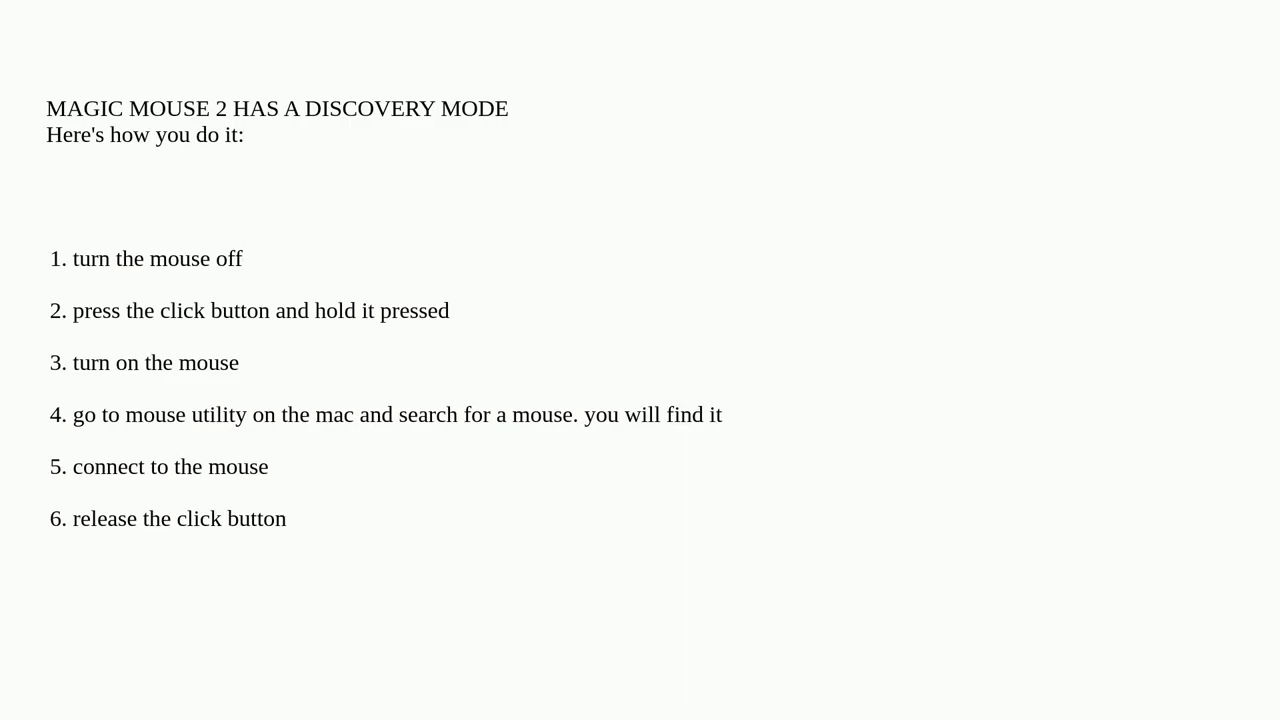 MAGIC MOUSE 2 HAS A DISCOVERY MODE
Here's how you do it:
1. turn the mouse off
2. press the click button and hold it pressed
3. turn on the mouse
4. go to mouse utility on the mac and search for a mouse. you will find it
5. connect to the mouse
6. release the click button